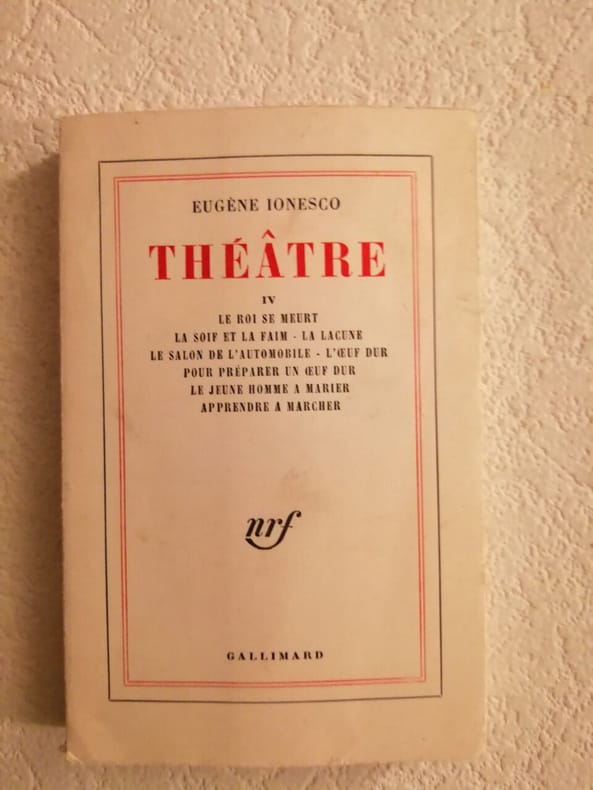 EUGÈNE IONESCO
THÉÂTRE
IV
LE ROI SE MEURT
LA SOIF ET LA FAIM - LA LACUNE
LE SALON DE L'AUTOMOBILE - L'ŒUF DUR
POUR PRÉPARER UN ŒUF DUR
LE JEUNE HOMME A MARIER
APPRENDRE A MARCHER
nrf
GALLIMARD